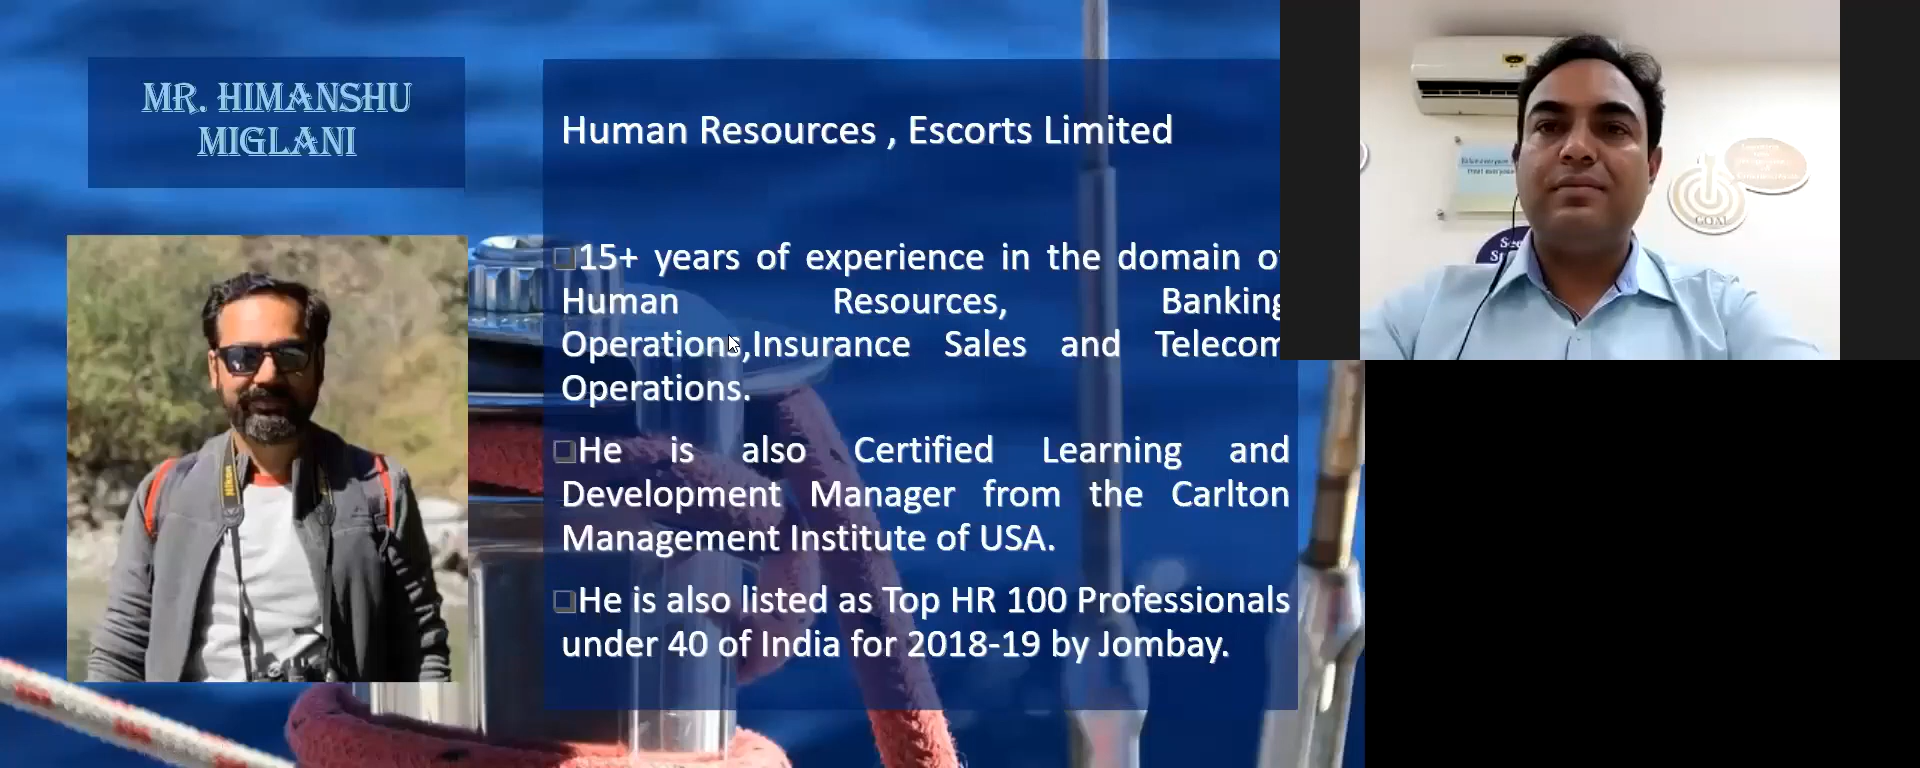 MR. HIMANSHU
MIGLANI
Human Resources , Escorts Limited
15+ years of experience in the domain of
Human Resources, Banking
Operations,Insurance Sales and Telecom
Operations.
He is also Certified Learning and
Development Manager from the Carlton
Management Institute of USA.
He is also listed as Top HR 100 Professionals
under 40 of India for 2018-19 by Jombay.
Nikon
GOAL
See